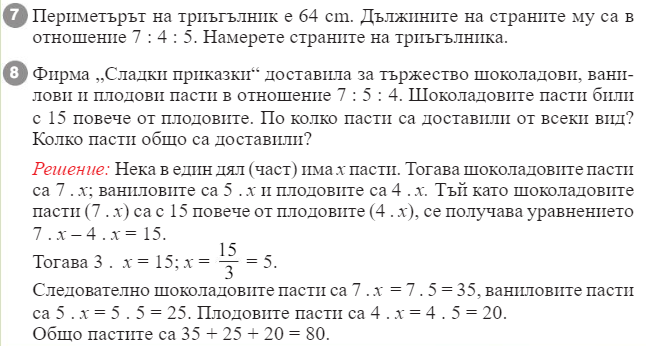 7 Периметърът на триъгълник е 64 cm. Дължините на страните му са в
отношение 7 : 4 : 5. Намерете страните на триъгълника.
8 Фирма „Сладки приказки“ доставила за тържество шоколадови, вани-
лови и плодови пасти в отношение 7 : 5 : 4. Шоколадовите пасти били
с 15 повече от плодовите. По колко пасти са доставили от всеки вид?
Колко пасти общо са доставили?
Решение: Нека в един дял (част) има x пасти. Тогава шоколадовите пасти
са 7 . x; ваниловите са 5 . x и плодовите са 4 . x. Тъй като шоколадовите
пасти (7 . x) са с 15 повече от плодовите (4 . x), се получава уравнението
7 . x – 4 . x = 15.
Тогава 3 . x = 15; x = 15/3 = 5.
Следователно шоколадовите пасти са 7 . x = 7 . 5 = 35, ваниловите пасти
са 5 . x = 5 . 5 = 25. Плодовите пасти са 4 . x = 4 . 5 = 20.
Общо пастите са 35 + 25 + 20 = 80.